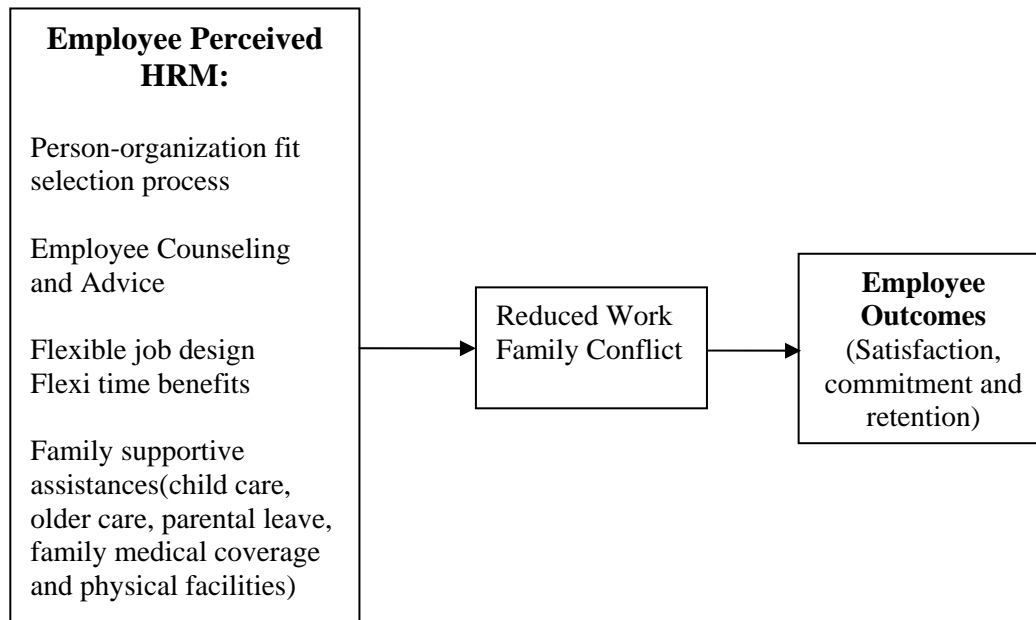 Employee Perceived
HRM:
Person-organization fit
selection process
Employee Counseling
and Advice
Flexible job design
Flexi time benefits
Family supportive
assistances(child care,
older care, parental leave,
family medical coverage
and physical facilities)
Reduced Work
Family Conflict
Employee
Outcomes
(Satisfaction,
commitment and
retention)